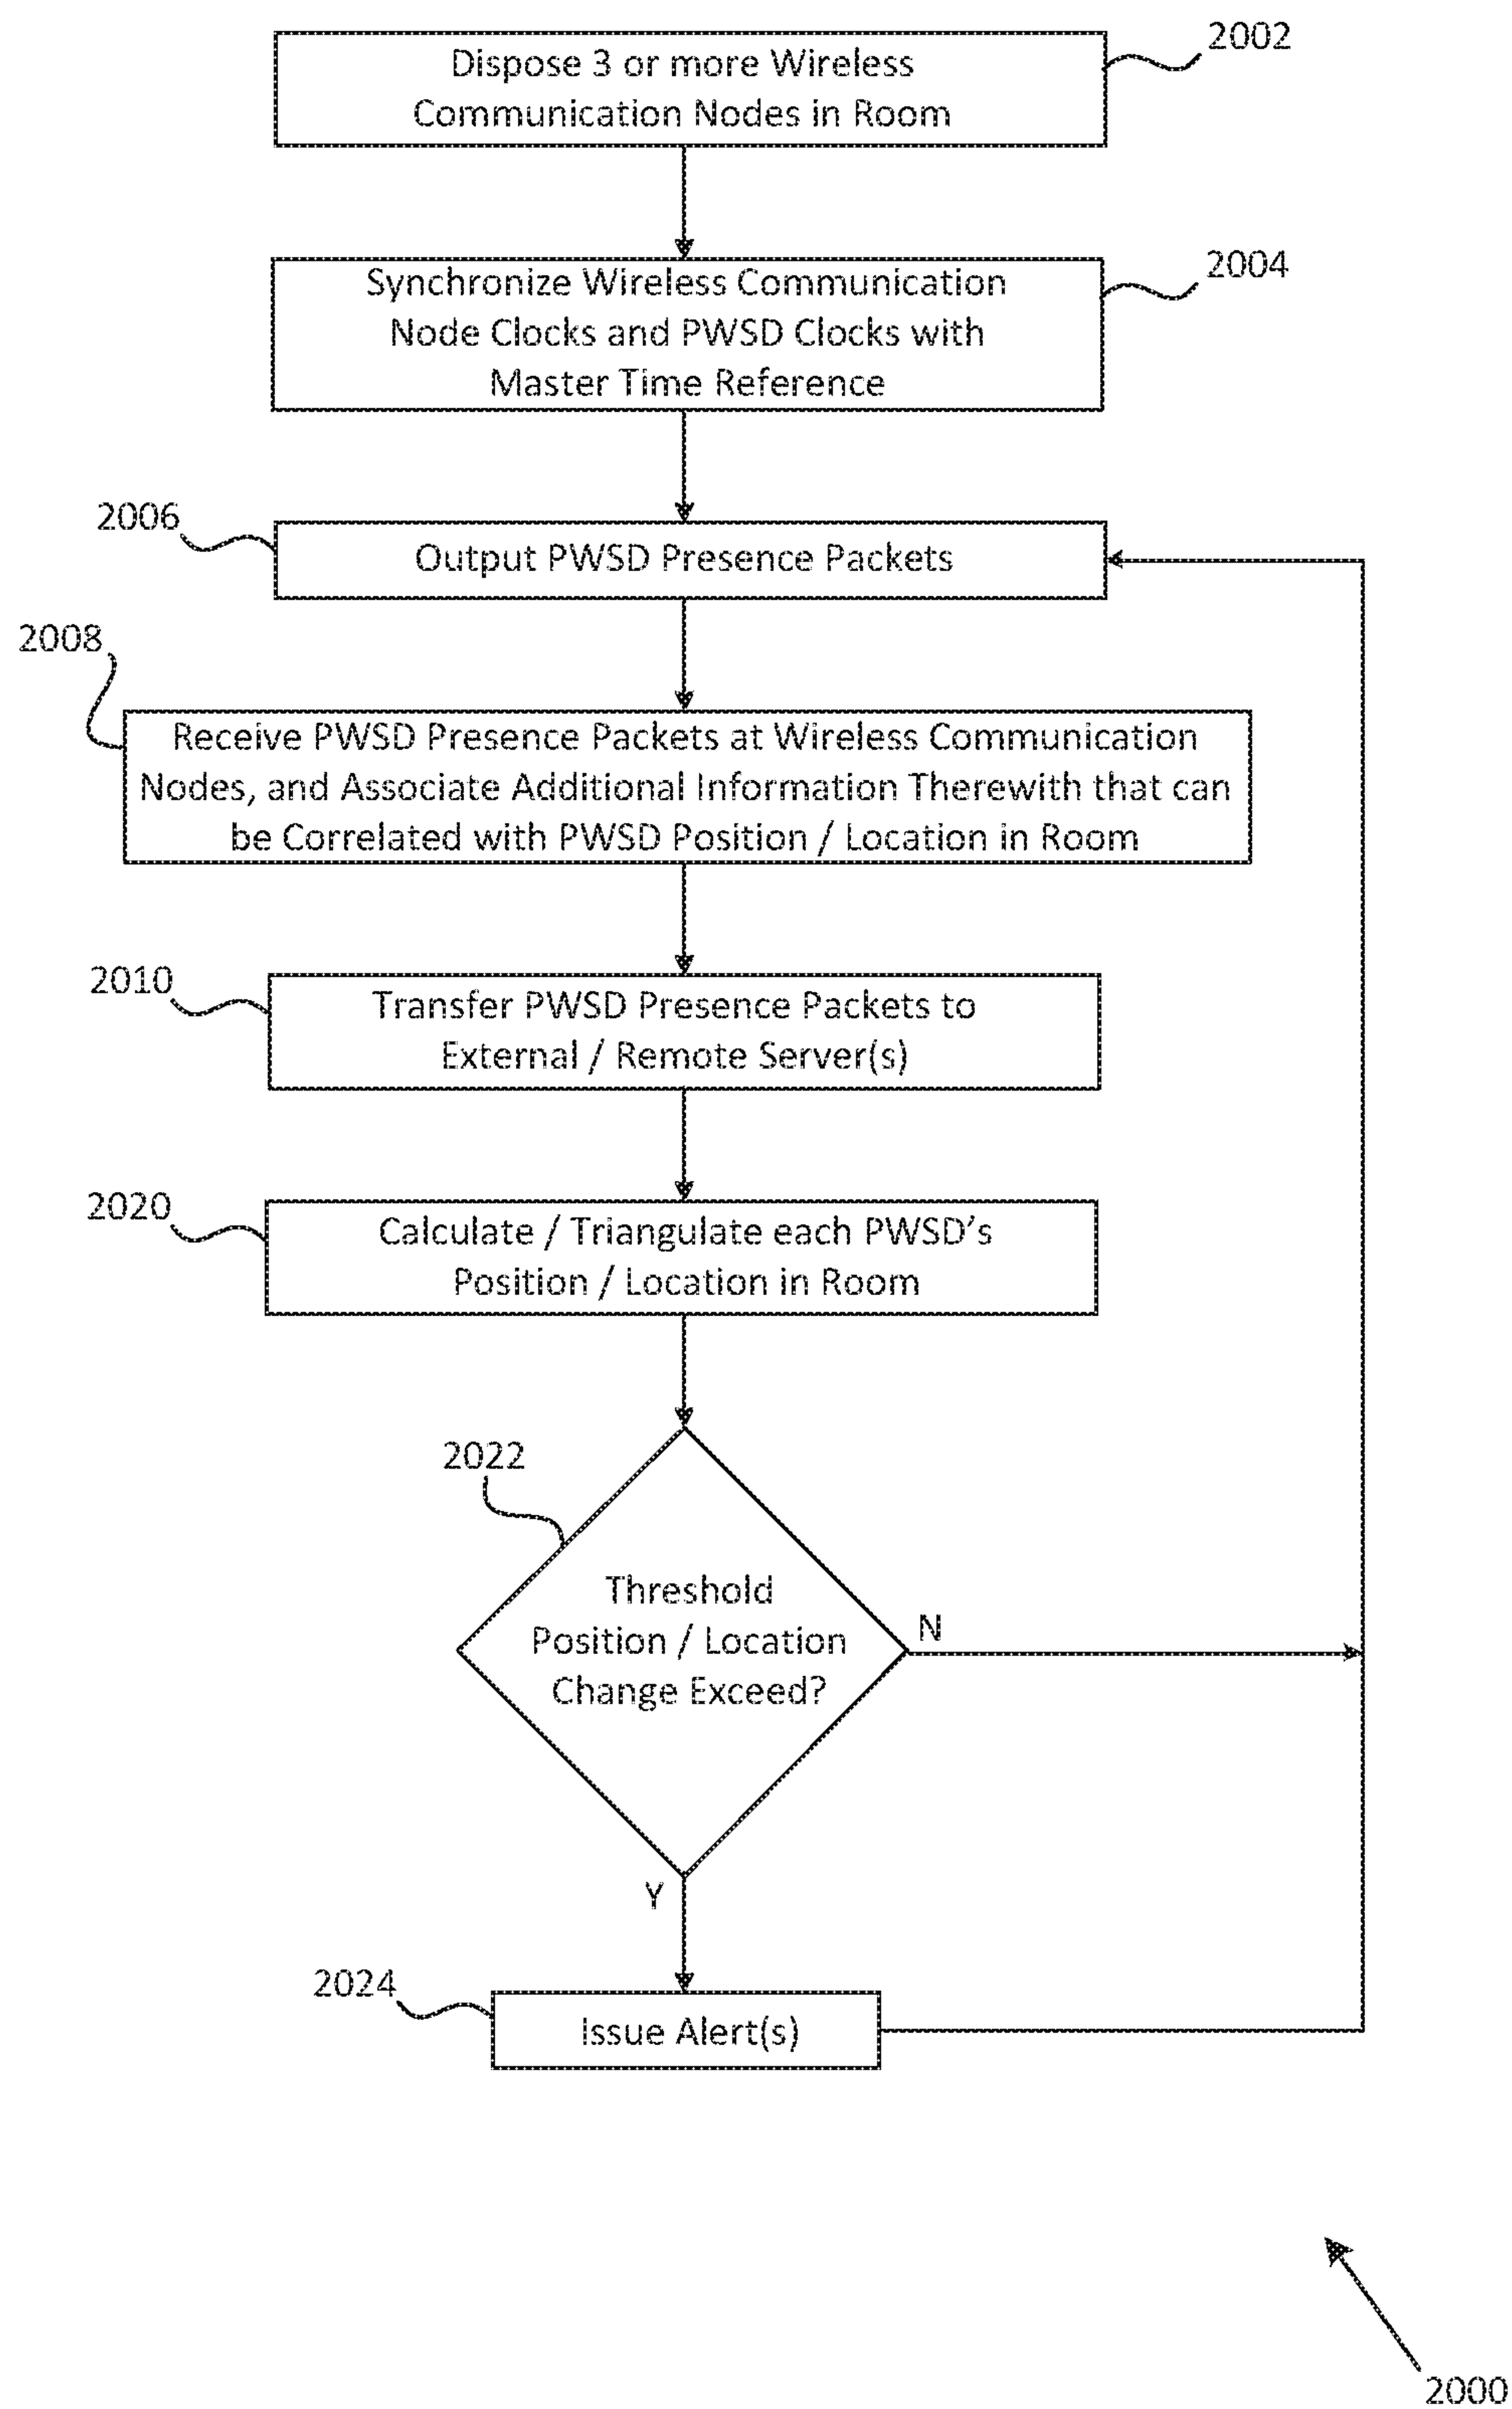 2002
Dispose 3 or more Wireless
Communication Nodes in Room
2004
Synchronize Wireless Communication
Node Clocks and PWSD Clocks with
Master Time Reference
2006
Output PWSD Presence Packets
2008
Receive PWSD Presence Packets at Wireless Communication
Nodes, and Associate Additional Information Therewith that can
be Correlated with PWSD Position / Location in Room
2010
Transfer PWSD Presence Packets to
External / Remote Server(s)
2020
Calculate / Triangulate each PWSD’s
Position / Location in Room
2022
Threshold
Position / Location
Change Exceed?
N
Y
2024
Issue Alert(s)
2000